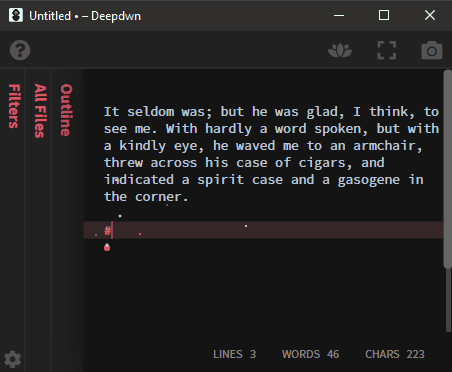 Untitled • – Deepdwn
Filters
All Files
Outline
It seldom was; but he was glad, I think, to
see me. With hardly a word spoken, but with
a kindly eye, he waved me to an armchair,
threw across his case of cigars, and
indicated a spirit case and a gasogene in
the corner.
#
LINES 3 WORDS 46 CHARS 223